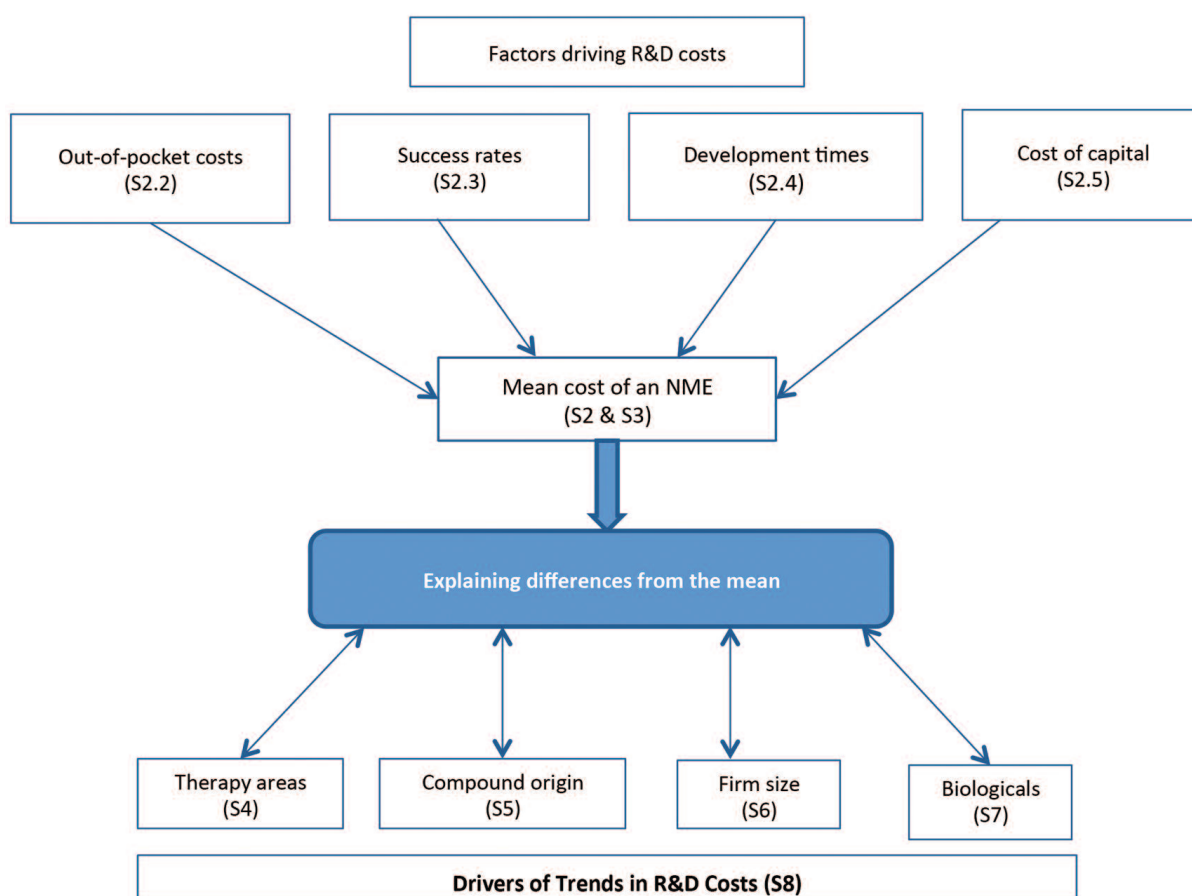 Factors driving R&D costs
Out-of-pocket costs
(S2.2)
Success rates
(S2.3)
Development times
(S2.4)
Cost of capital
(S2.5)
Mean cost of an NME
(S2 & S3)
Explaining differences from the mean
Therapy areas
(S4)
Compound origin
(S5)
Firm size
(S6)
Biologicals
(S7)
Drivers of Trends in R&D Costs (S8)